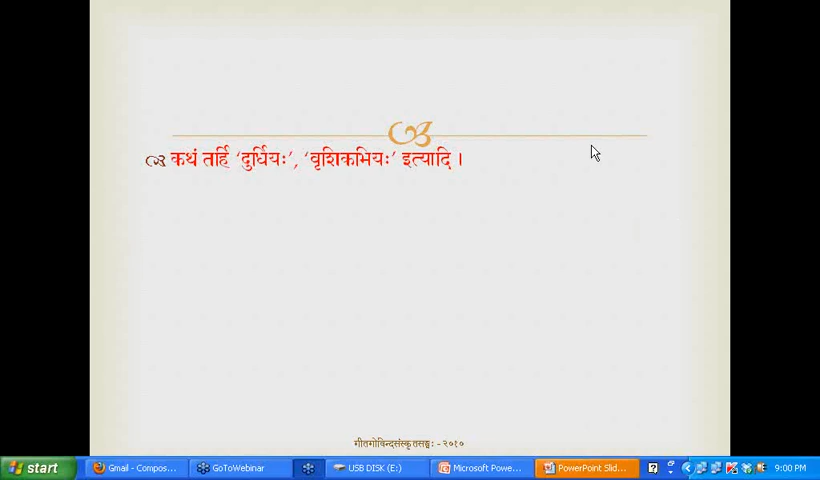 कथं तर्हि ‘दुर्धियः’, ‘वृशिकभियः’ इत्यादि ।
गीतगोविन्दसंस्कृतसङ्घः - २०१०
start
Gmail - Compos...
GoToWebinar
USB DISK (E:)
Microsoft Powe...
PowerPoint Slid...
9:00 PM